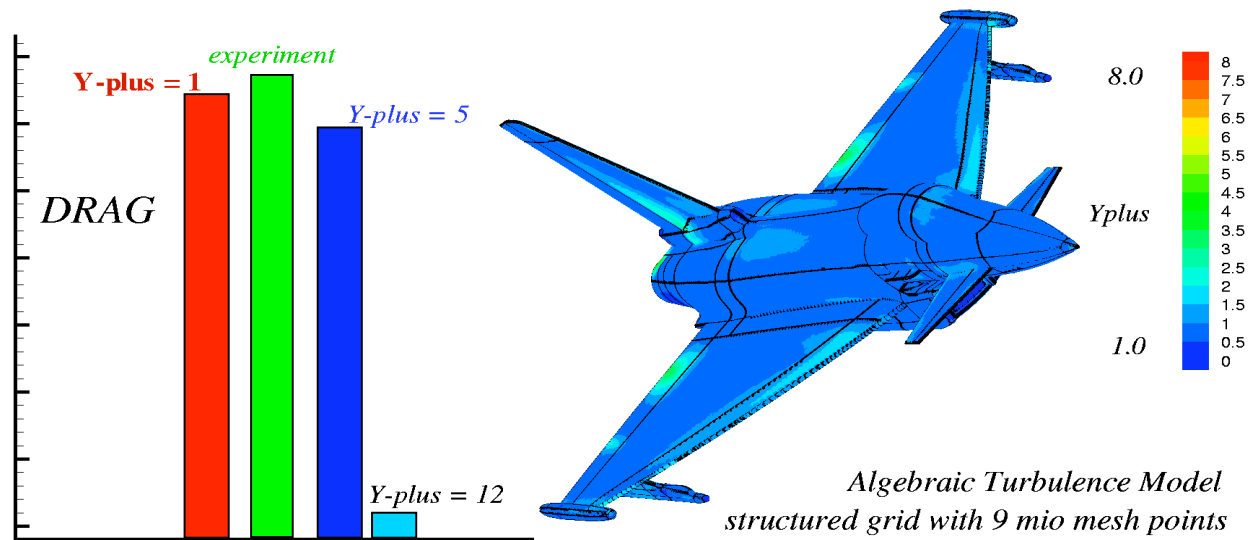 experiment
Y-plus = 1
Y-plus = 5
DRAG
Y-plus = 12
8.0
Yplus
1.0
8
7.5
7
6.5
6
5.5
5
4.5
4
3.5
3
2.5
2
1.5
1
0.5
0
Algebraic Turbulence Model
structured grid with 9 mio mesh points